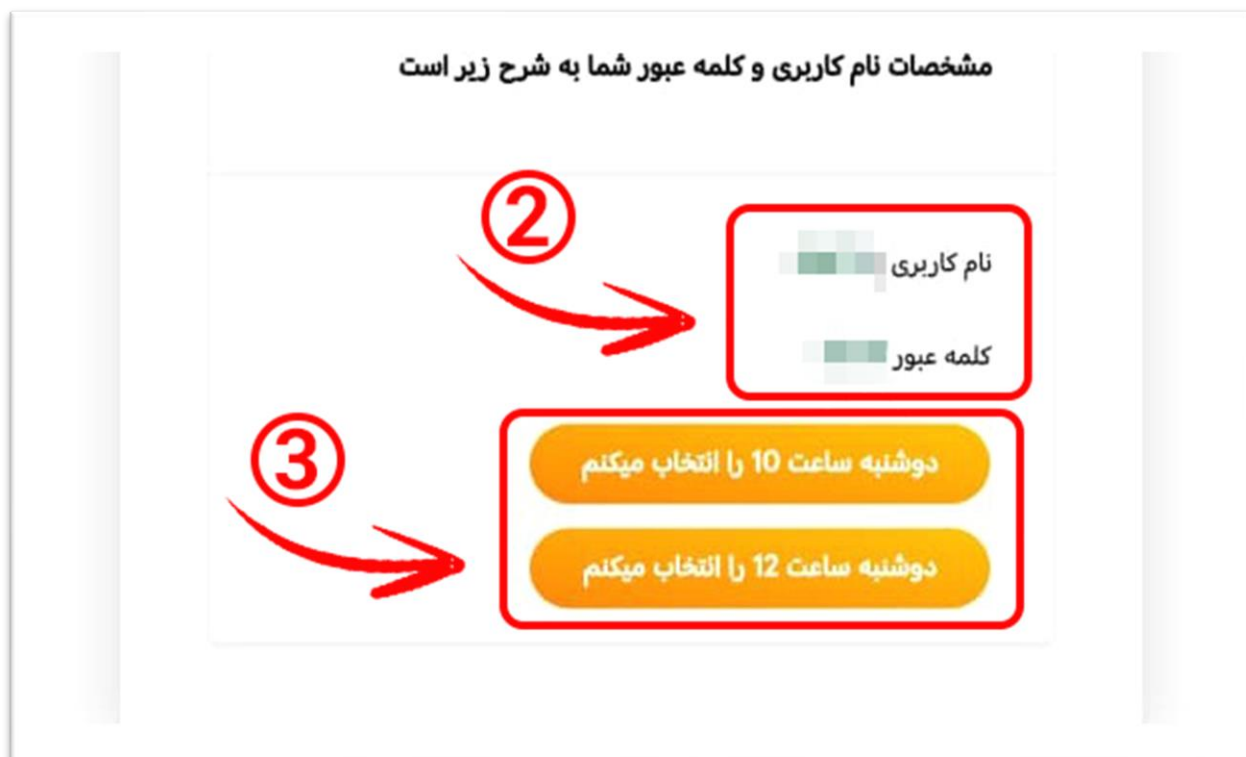 مشخصات نام کاربری و کلمه عبور شما به شرح زیر است
2
نام کاربری
کلمه عبور
3
دوشنبه ساعت 10 را انتخاب میکنم
دوشنبه ساعت 12 را انتخاب میکنم